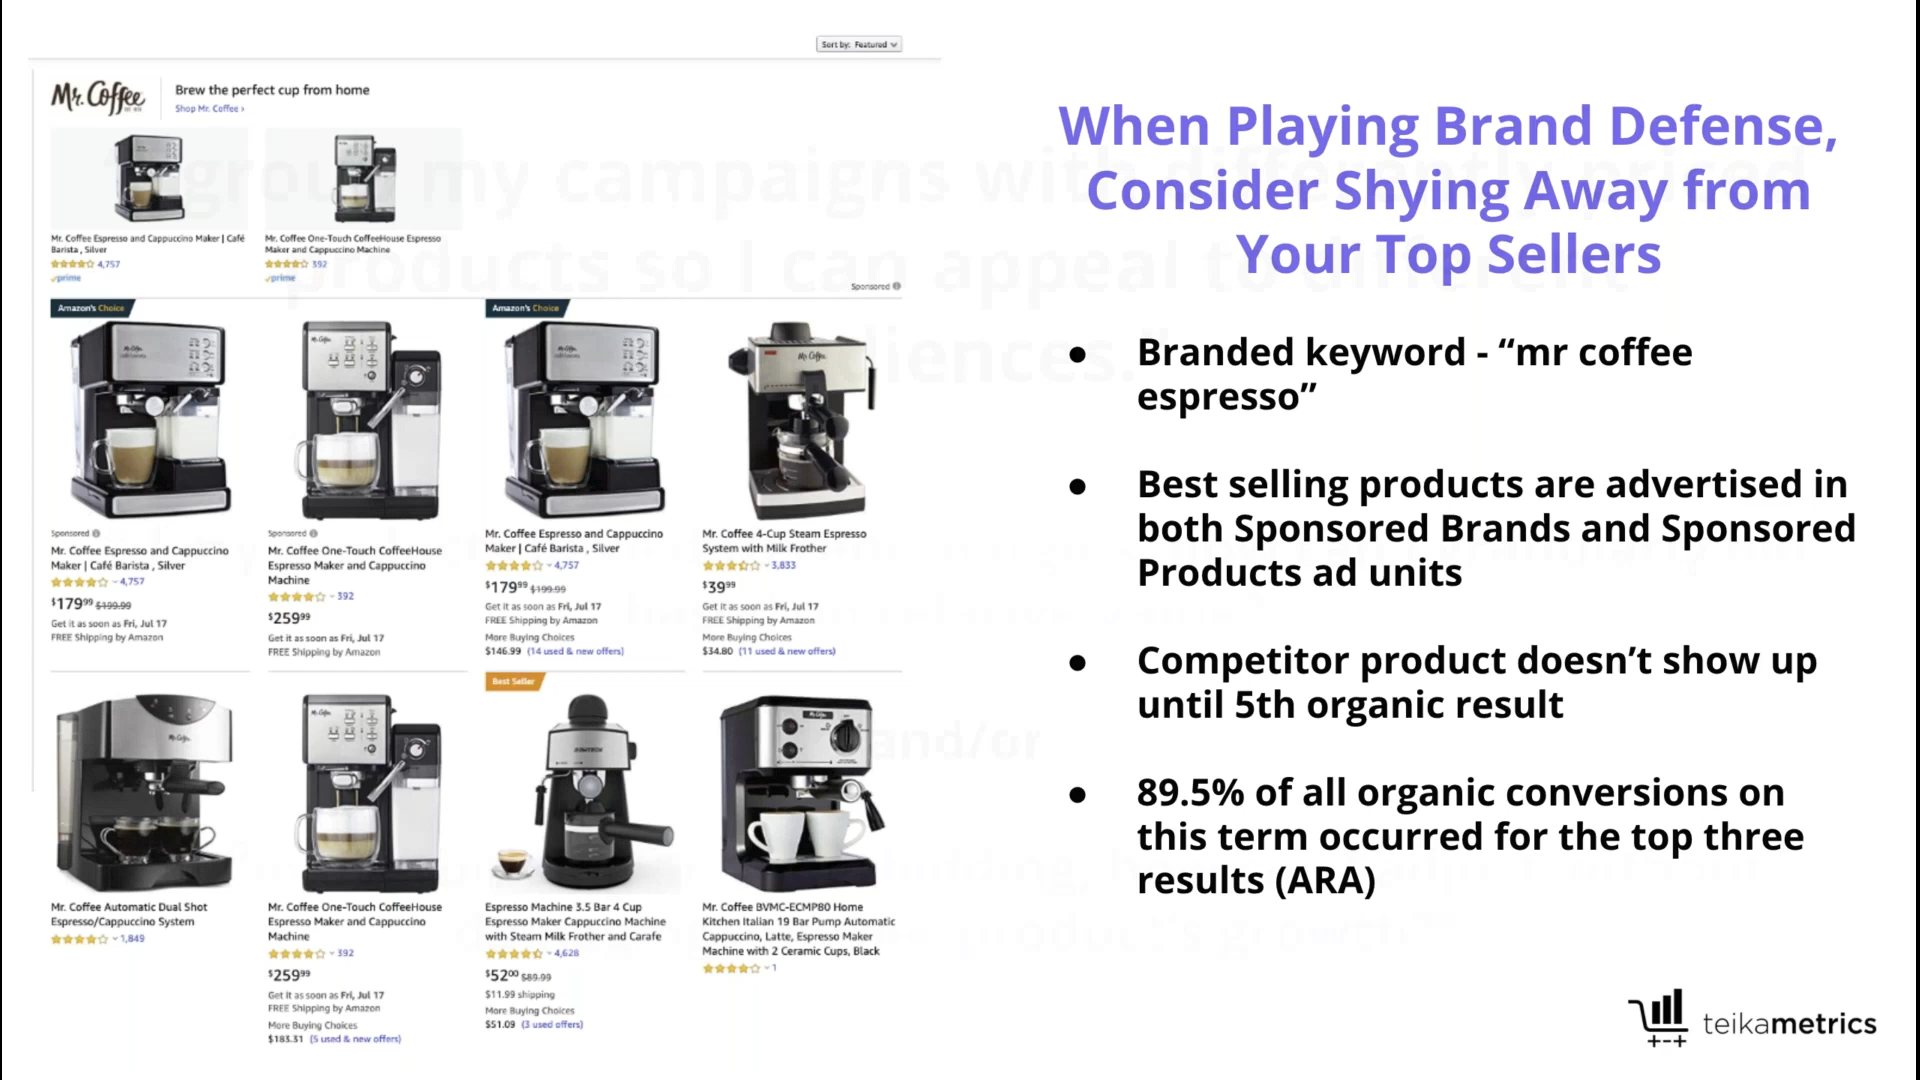 Sort by: Featured
Mr. Coffee
Brew the perfect cup from home
Shop Mr. Coffee ›
Mr. Coffee Espresso and Cappuccino Maker | Café
Barista , Silver
4,757
prime
Mr. Coffee One-Touch CoffeeHouse Espresso
Maker and Cappuccino Machine
392
prime
Sponsored
Amazon's Choice
Sponsored
Mr. Coffee Espresso and Cappuccino
Maker | Café Barista , Silver
4,757
$179⁹⁹ $199.99
Get it as soon as Fri, Jul 17
FREE Shipping by Amazon
Sponsored
Mr. Coffee One-Touch CoffeeHouse
Espresso Maker and Cappuccino
Machine
392
$259⁹⁹
Get it as soon as Fri, Jul 17
FREE Shipping by Amazon
Amazon's Choice
Mr. Coffee Espresso and Cappuccino
Maker | Café Barista , Silver
4,757
$179⁹⁹ $199.99
Get it as soon as Fri, Jul 17
FREE Shipping by Amazon
More Buying Choices
$146.99 (14 used & new offers)
Mr. Coffee
Mr. Coffee 4-Cup Steam Espresso
System with Milk Frother
3,833
$39⁹⁹
Get it as soon as Fri, Jul 17
FREE Shipping by Amazon
More Buying Choices
$34.80 (11 used & new offers)
Mr. Coffee Automatic Dual Shot
Espresso/Cappuccino System
1,849
Mr. Coffee One-Touch CoffeeHouse
Espresso Maker and Cappuccino
Machine
392
$259⁹⁹
Get it as soon as Fri, Jul 17
FREE Shipping by Amazon
More Buying Choices
$183.31 (5 used & new offers)
Best Seller
Espresso Machine 3.5 Bar 4 Cup
Espresso Maker Cappuccino Machine
with Steam Milk Frother and Carafe
4,628
$52⁰⁰ $89.99
$11.99 shipping
More Buying Choices
$51.09 (3 used offers)
Mr. Coffee BVMC-ECMP80 Home
Kitchen Italian 19 Bar Pump Automatic
Cappuccino, Latte, Espresso Maker
Machine with 2 Ceramic Cups, Black
1
When Playing Brand Defense,
Consider Shying Away from
Your Top Sellers
● Branded keyword - “mr coffee
espresso”
● Best selling products are advertised in
both Sponsored Brands and Sponsored
Products ad units
● Competitor product doesn’t show up
until 5th organic result
● 89.5% of all organic conversions on
this term occurred for the top three
results (ARA)
teikametrics